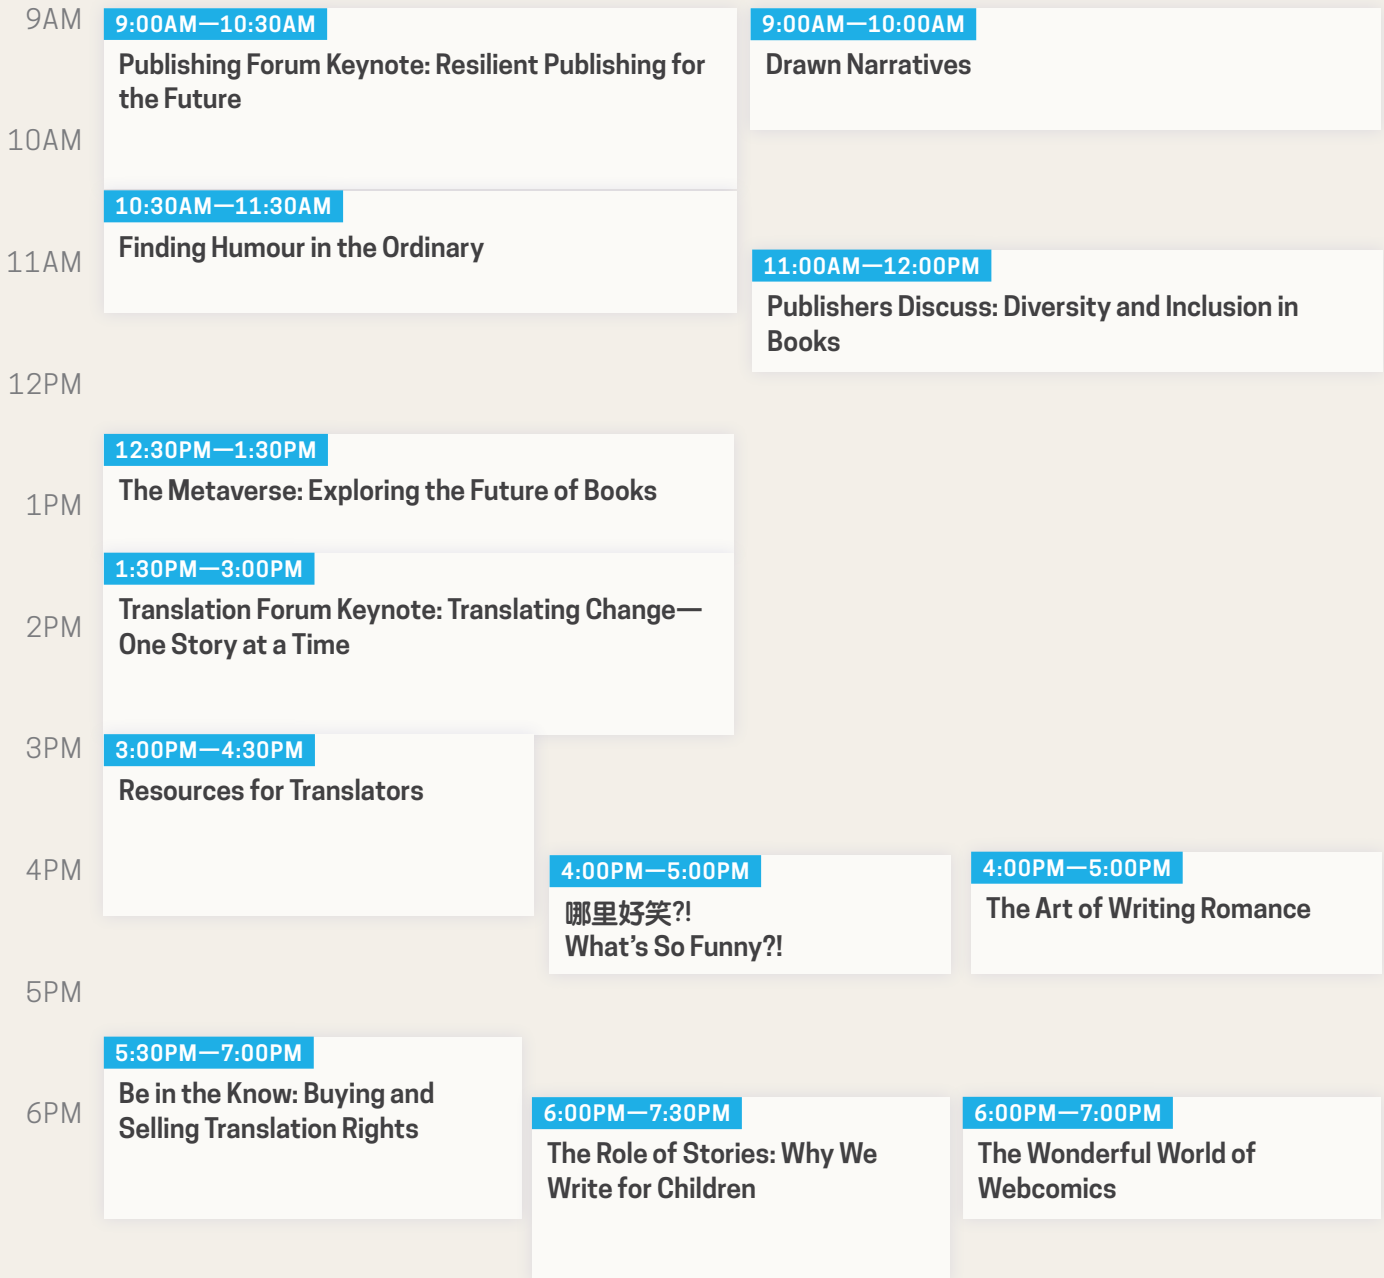 9AM
9:00AM—10:30AM
Publishing Forum Keynote: Resilient Publishing for
the Future
9:00AM—10:00AM
Drawn Narratives
10AM
10:30AM—11:30AM
Finding Humour in the Ordinary
11AM
11:00AM—12:00PM
Publishers Discuss: Diversity and Inclusion in
Books
12PM
12:30PM—1:30PM
The Metaverse: Exploring the Future of Books
1PM
1:30PM—3:00PM
Translation Forum Keynote: Translating Change—
One Story at a Time
2PM
3PM
3:00PM—4:30PM
Resources for Translators
4PM
4:00PM—5:00PM
哪里好笑?!
What's So Funny?!
4:00PM—5:00PM
The Art of Writing Romance
5PM
5:30PM—7:00PM
Be in the Know: Buying and
Selling Translation Rights
6PM
6:00PM—7:30PM
The Role of Stories: Why We
Write for Children
6:00PM—7:00PM
The Wonderful World of
Webcomics